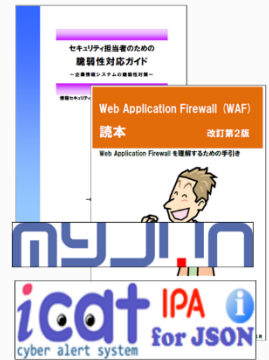 セキュリティ担当者のための
脆弱性対応ガイド
～企業情報システムの脆弱性対策～
情報セキュリティ
Web Application Firewall (WAF)
読本
改訂第2版
Web Application Firewall を理解するための手引き
MyJVN
icat
cyber alert system
IPA
i
for JSON